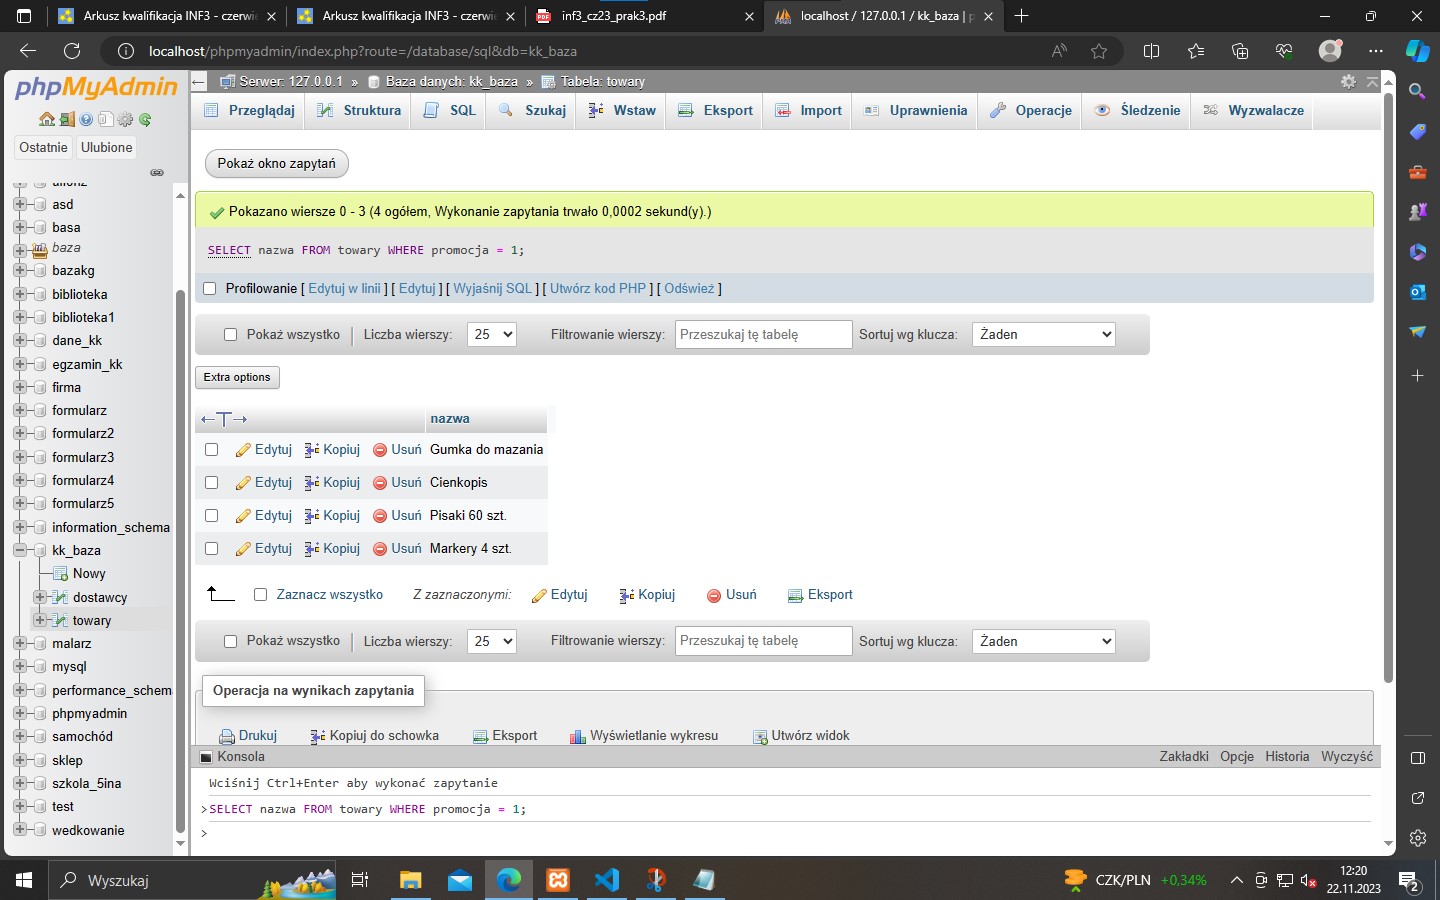 Arkusz kwalifikacja INF3 - czerwie
Arkusz kwalifikacja INF3 - czerwie
inf3_cz23_prak3.pdf
localhost / 127.0.0.1 / kk_baza | p
localhost/phpmyadmin/index.php?route=/database/sql&db=kk_baza
phpMyAdmin
Ostatnie
Ulubione
asd
basa
baza
bazakg
biblioteka
biblioteka1
dane_kk
egzamin_kk
firma
formularz
formularz2
formularz3
formularz4
formularz5
information_schema
kk_baza
Nowy
dostawcy
towary
malarz
mysql
performance_schem
phpmyadmin
samochód
sklep
szkola_5ina
test
wedkowanie
Serwer: 127.0.0.1 » Baza danych: kk_baza » Tabela: towary
Przeglądaj Struktura SQL Szukaj Wstaw Eksport Import Uprawnienia Operacje Śledzenie Wyzwalacze
Pokaż okno zapytań
Pokazano wiersze 0 - 3 (4 ogółem, Wykonanie zapytania trwało 0,0002 sekund(y).)
SELECT nazwa FROM towary WHERE promocja = 1;
Profilowanie [ Edytuj w linii ] [ Edytuj ] [ Wyjaśnij SQL ] [ Utwórz kod PHP ] [ Odśwież ]
Pokaż wszystko | Liczba wierszy: 25 Filtrowanie wierszy: Przeszukaj tę tabelę Sortuj wg klucza: Żaden
Extra options
←T→ nazwa
Edytuj Kopiuj Usuń Gumka do mazania
Edytuj Kopiuj Usuń Cienkopis
Edytuj Kopiuj Usuń Pisaki 60 szt.
Edytuj Kopiuj Usuń Markery 4 szt.
Zaznacz wszystko Z zaznaczonymi: Edytuj Kopiuj Usuń Eksport
Pokaż wszystko | Liczba wierszy: 25 Filtrowanie wierszy: Przeszukaj tę tabelę Sortuj wg klucza: Żaden
Operacja na wynikach zapytania
Drukuj Kopiuj do schowka Eksport Wyświetlanie wykresu Utwórz widok
Konsola Zakładki Opcje Historia Wyczyść
Wciśnij Ctrl+Enter aby wykonać zapytanie
>SELECT nazwa FROM towary WHERE promocja = 1;
>
Wyszukaj
CZK/PLN +0,34%
12:20
22.11.2023
2